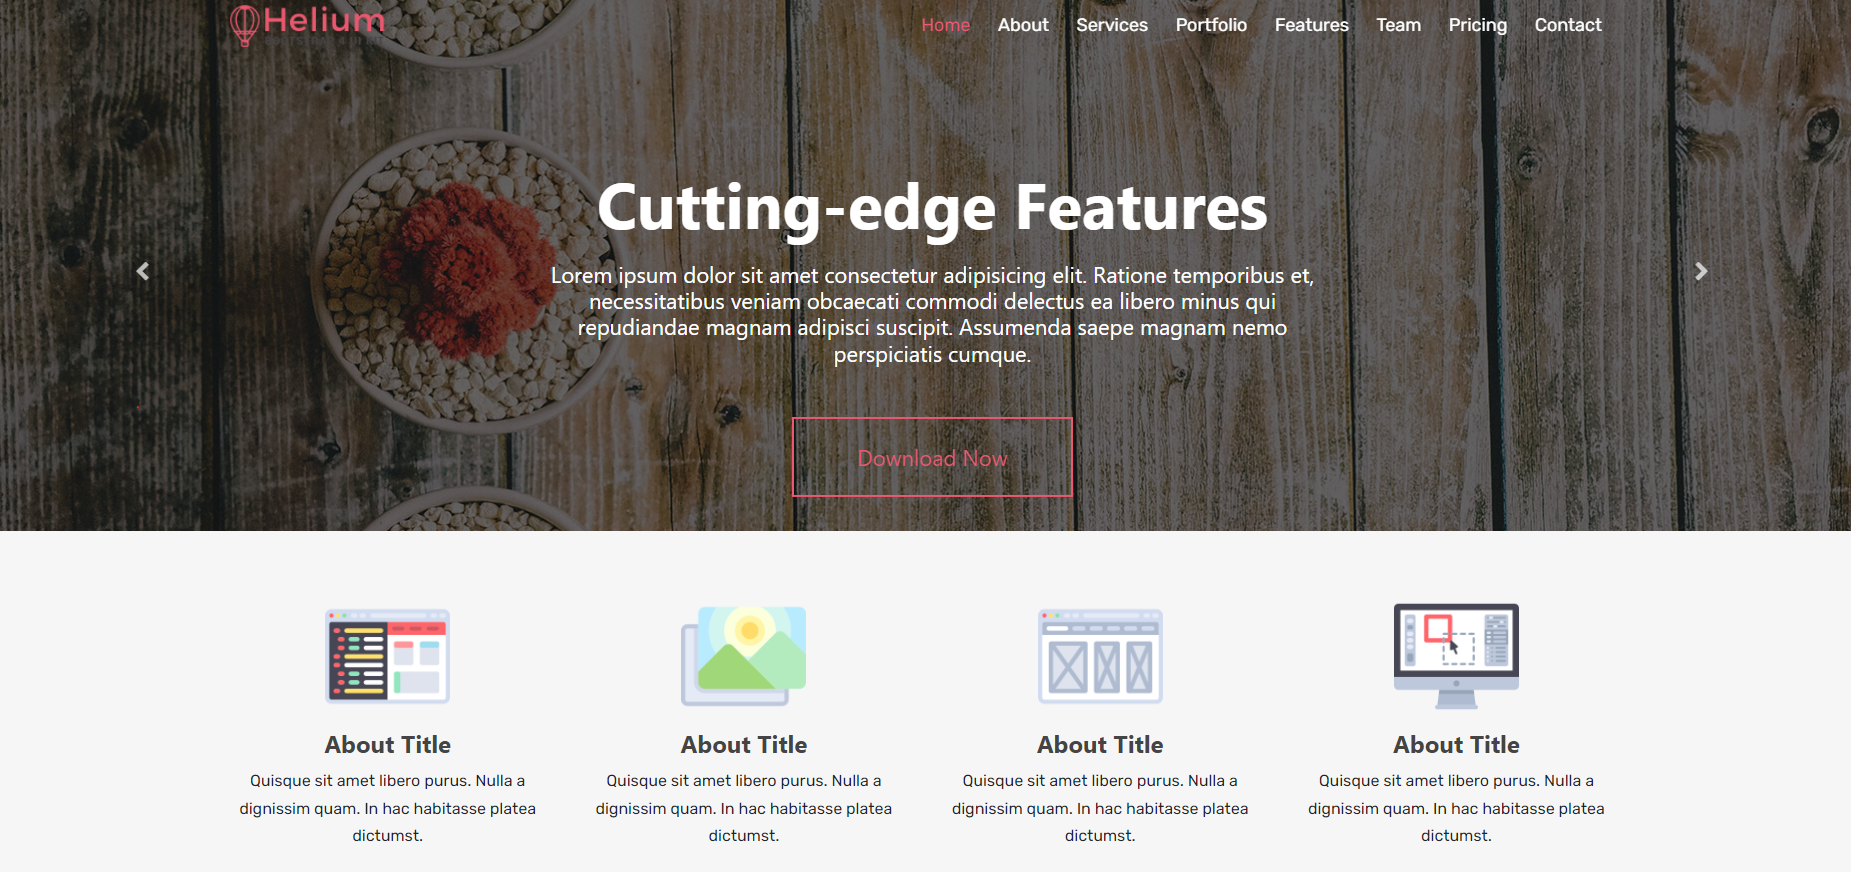 Helium
Home About Services Portfolio Features Team Pricing Contact
Cutting-edge Features
Lorem ipsum dolor sit amet consectetur adipisicing elit. Ratione temporibus et,
necessitatibus veniam obcaecati commodi delectus ea libero minus qui
repudiandae magnam adipisci suscipit. Assumenda saepe magnam nemo
perspiciatis cumque.
Download Now
About Title
Quisque sit amet libero purus. Nulla a
dignissim quam. In hac habitasse platea
dictumst.
About Title
Quisque sit amet libero purus. Nulla a
dignissim quam. In hac habitasse platea
dictumst.
About Title
Quisque sit amet libero purus. Nulla a
dignissim quam. In hac habitasse platea
dictumst.
About Title
Quisque sit amet libero purus. Nulla a
dignissim quam. In hac habitasse platea
dictumst.